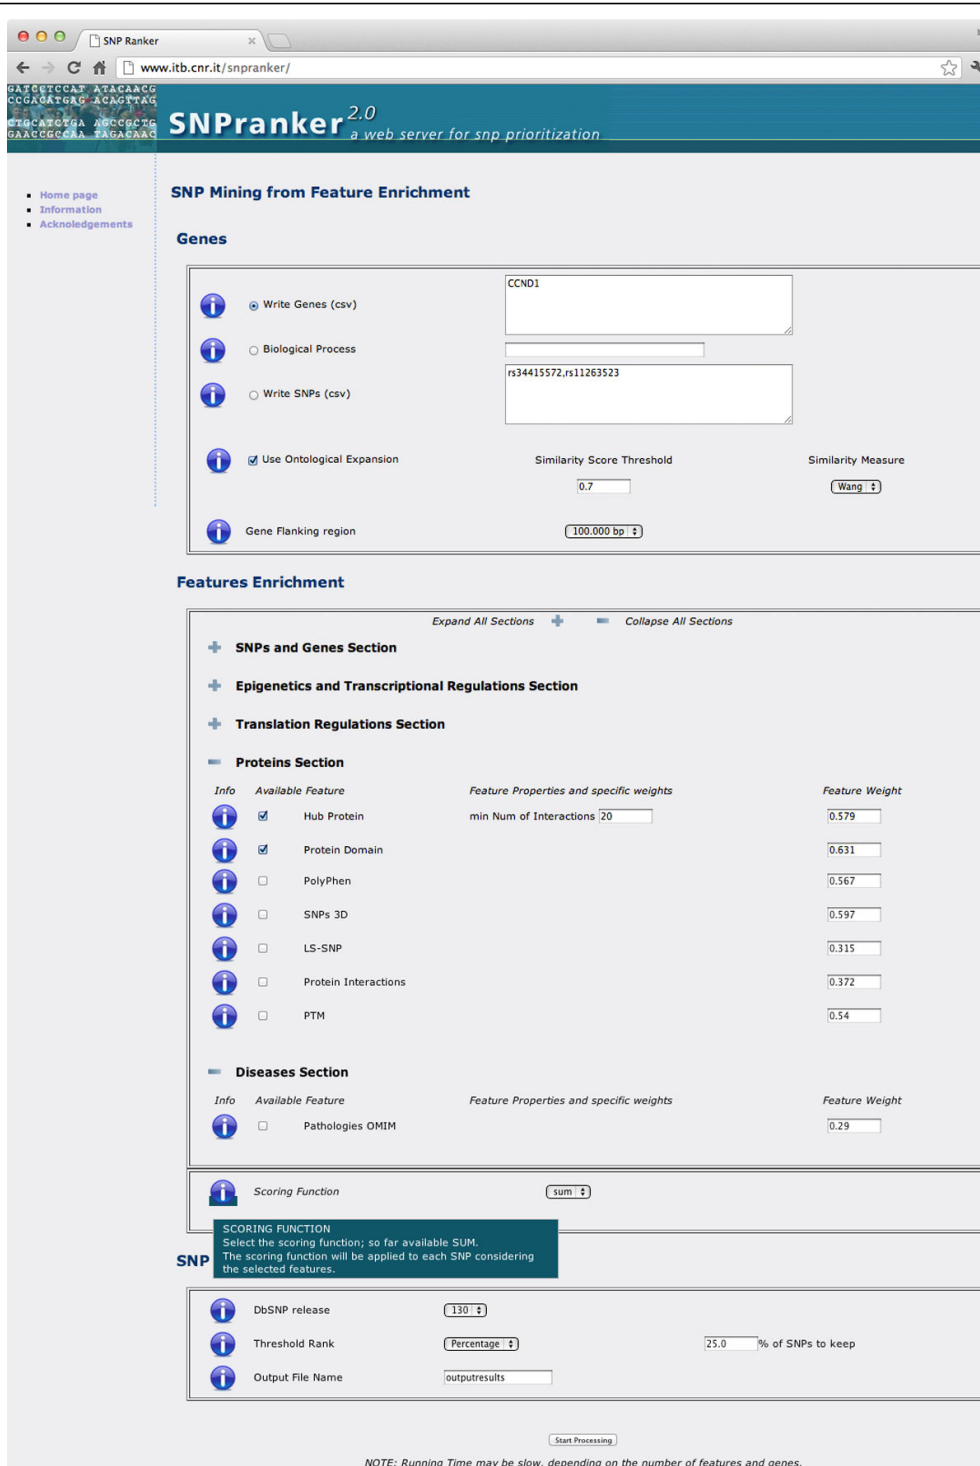 SNP Ranker
www.itb.cnr.it/snpranker/
GATCCTCCAT ATACAACG
CCGACATGAG ACAGTTAG
CTGCATCTGA AGCCGCTG
GAACCGCCAA TAGACAAC
SNPranker 2.0
a web server for snp prioritization
Home page
Information
Acknoledgements
SNP Mining from Feature Enrichment
Genes
Write Genes (csv)
CCND1
Biological Process
Write SNPs (csv)
rs34415572,rs11263523
Use Ontological Expansion Similarity Score Threshold Similarity Measure
0.7 Wang
Gene Flanking region 100.000 bp
Features Enrichment
Expand All Sections Collapse All Sections
SNPs and Genes Section
Epigenetics and Transcriptional Regulations Section
Translation Regulations Section
Proteins Section
Info Available Feature Feature Properties and specific weights Feature Weight
Hub Protein min Num of Interactions 20 0.579
Protein Domain 0.631
PolyPhen 0.567
SNPs 3D 0.597
LS-SNP 0.315
Protein Interactions 0.372
PTM 0.54
Diseases Section
Info Available Feature Feature Properties and specific weights Feature Weight
Pathologies OMIM 0.29
Scoring Function sum
SCORING FUNCTION
Select the scoring function; so far available SUM.
The scoring function will be applied to each SNP considering
the selected features.
SNP
DbSNP release 130
Threshold Rank Percentage 25.0 % of SNPs to keep
Output File Name outputresults
Start Processing
NOTE: Running Time may be slow, depending on the number of features and genes.